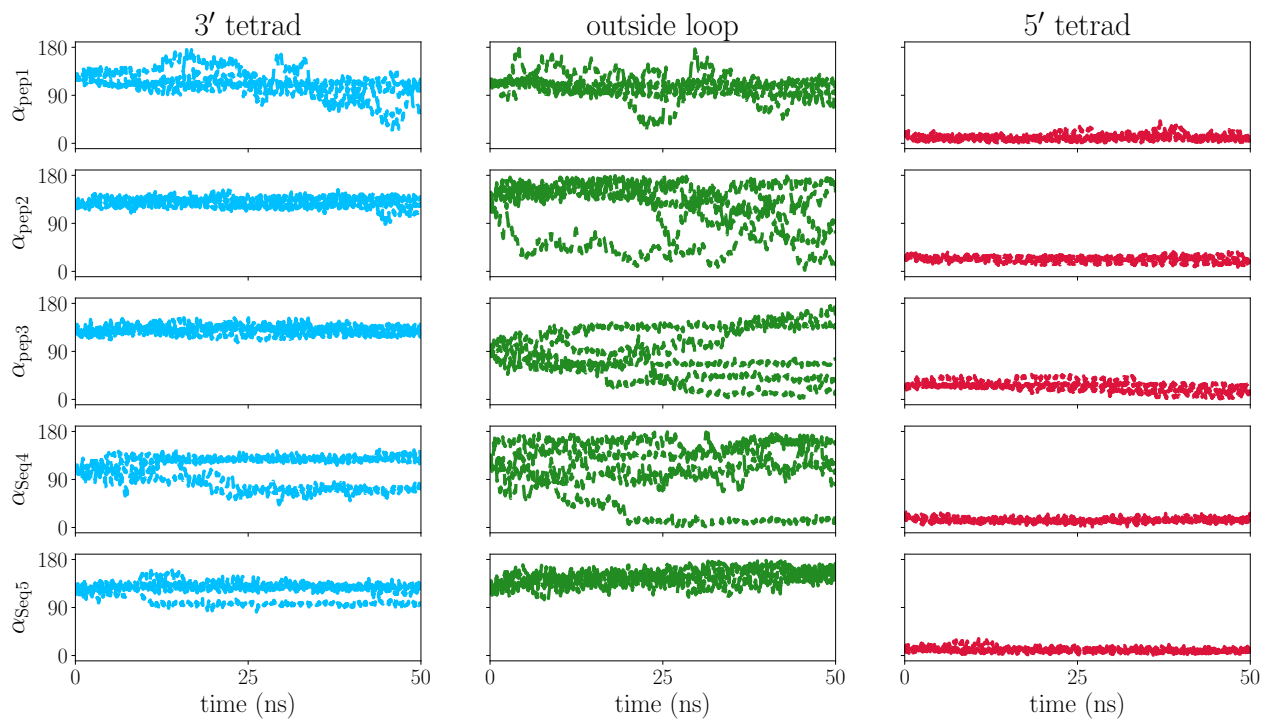 3′ tetrad outside loop 5′ tetrad
180
90
0
α_pep1
180
90
0
α_pep2
180
90
0
α_pep3
180
90
0
α_Seq4
180
90
0
α_Seq5
0 25 50 0 25 50 0 25 50
time (ns) time (ns) time (ns)